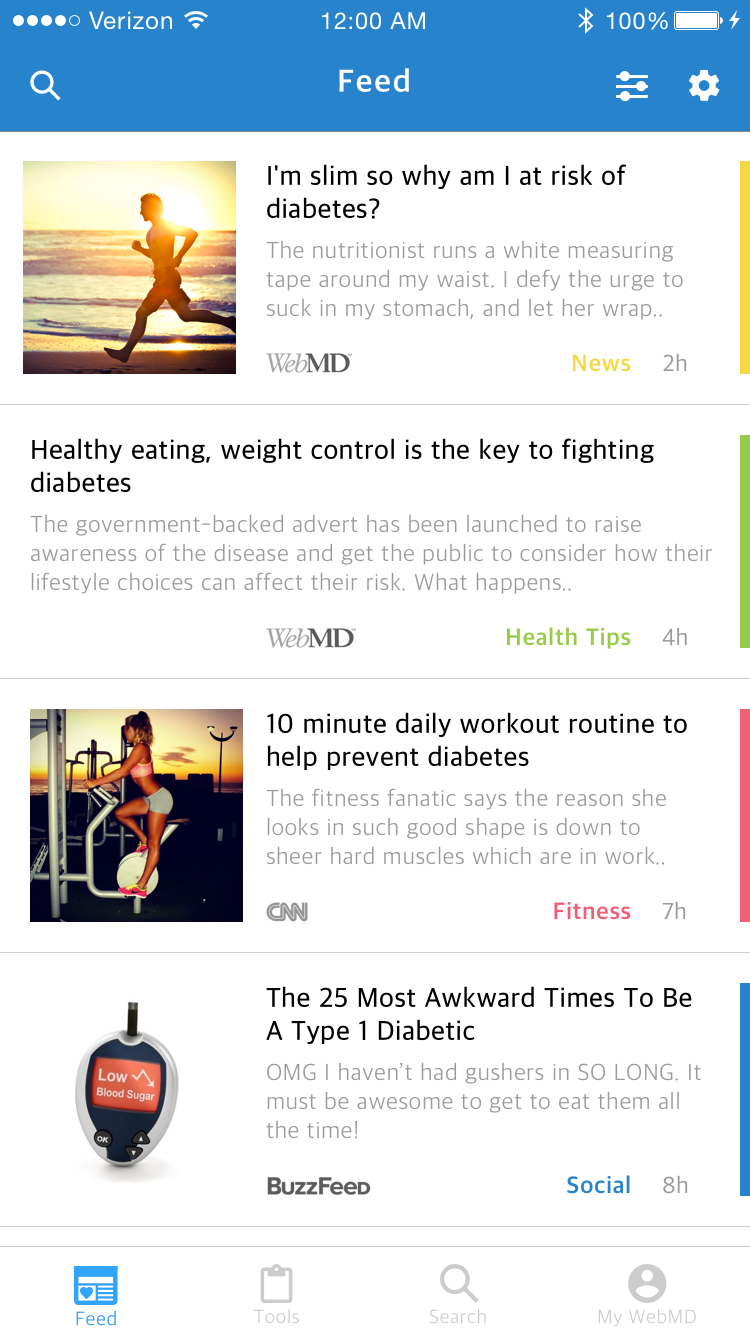 Verizon 12:00 AM 100%
Feed
I'm slim so why am I at risk of
diabetes?
The nutritionist runs a white measuring
tape around my waist. I defy the urge to
suck in my stomach, and let her wrap..
WebMD News 2h
Healthy eating, weight control is the key to fighting
diabetes
The government-backed advert has been launched to raise
awareness of the disease and get the public to consider how their
lifestyle choices can affect their risk. What happens..
WebMD Health Tips 4h
10 minute daily workout routine to
help prevent diabetes
The fitness fanatic says the reason she
looks in such good shape is down to
sheer hard muscles which are in work..
CNN Fitness 7h
Low
Blood Sugar
OK
The 25 Most Awkward Times To Be
A Type 1 Diabetic
OMG I haven't had gushers in SO LONG. It
must be awesome to get to eat them all
the time!
BuzzFeed Social 8h
Feed Tools Search My WebMD